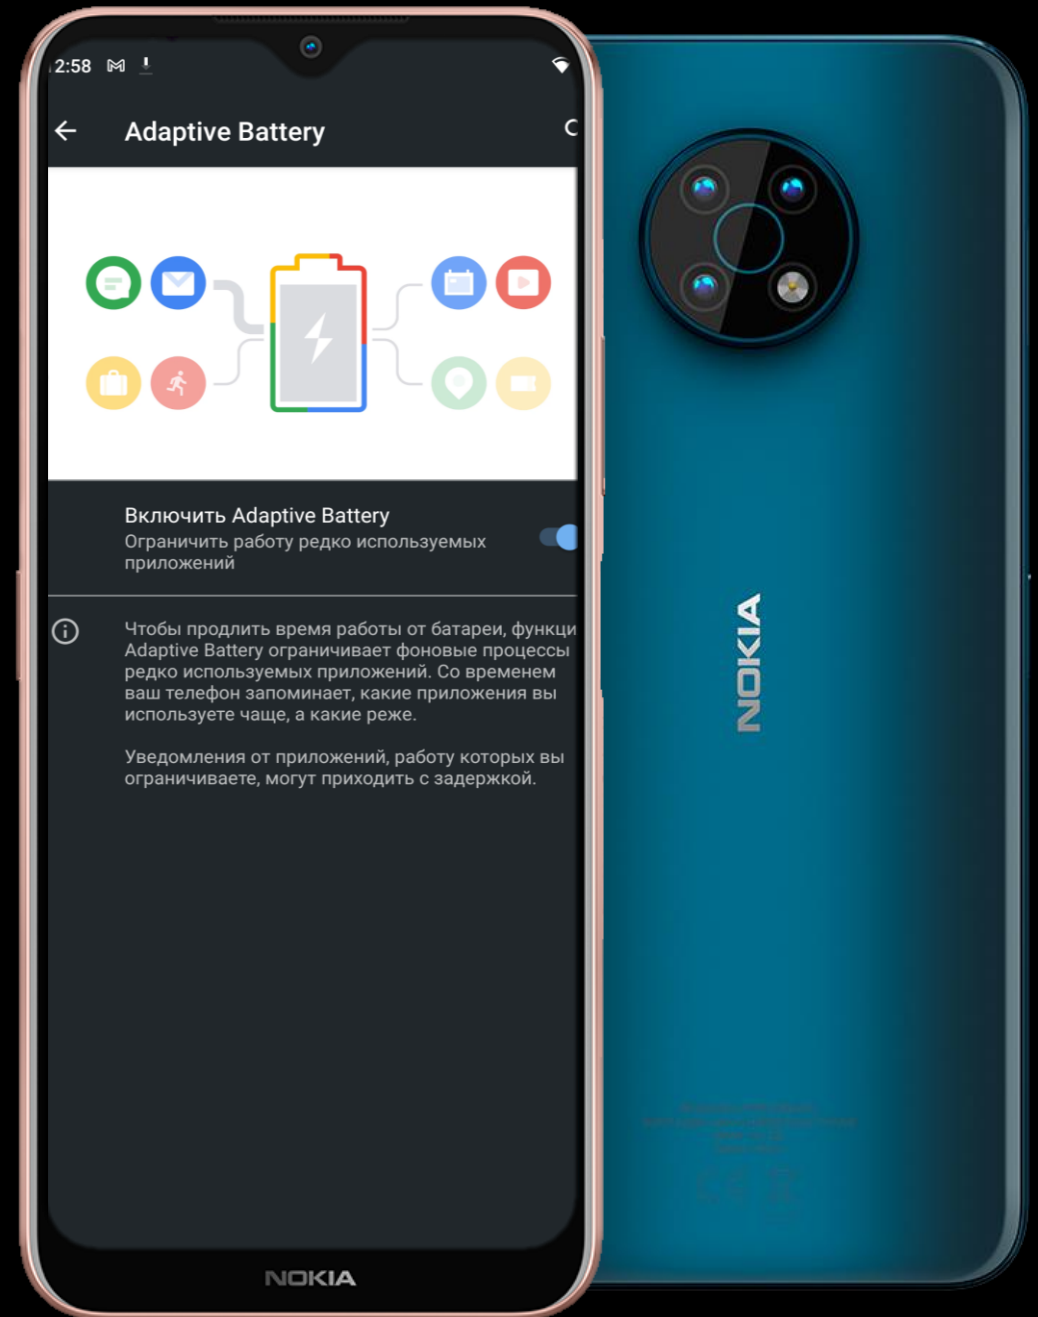 2:58
Adaptive Battery
Включить Adaptive Battery
Ограничить работу редко используемых
приложений
Чтобы продлить время работы от батареи, функци
Adaptive Battery ограничивает фоновые процессы
редко используемых приложений. Со временем
ваш телефон запоминает, какие приложения вы
используете чаще, а какие реже.
Уведомления от приложений, работу которых вы
ограничиваете, могут приходить с задержкой.
NOKIA
NOKIA